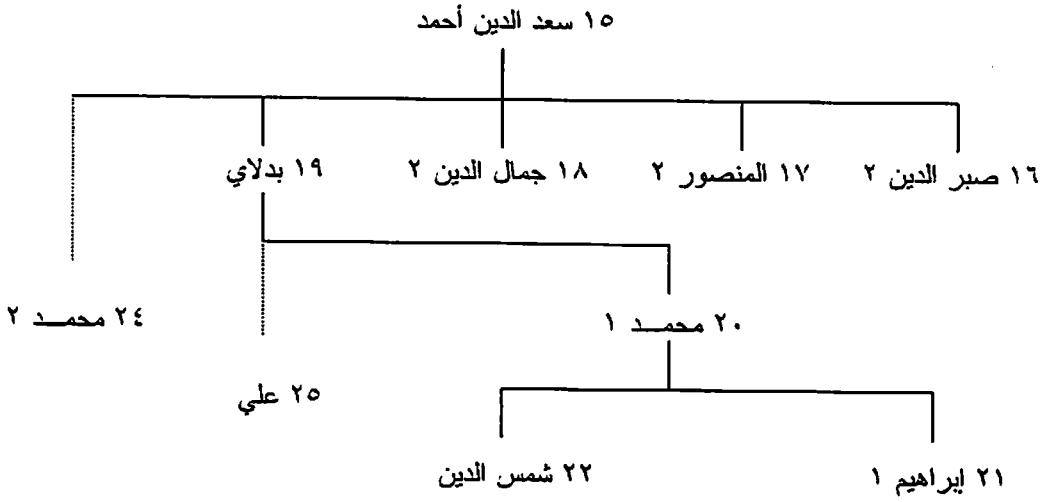 ١٥ سعد الدين أحمد
١٦ صبر الدين ٢
١٧ المنصور ٢
١٨ جمال الدين ٢
١٩ بدلاي
٢٠ محمد ١
٢٤ محمد ٢
٢٥ علي
٢١ إبراهيم ١
٢٢ شمس الدين